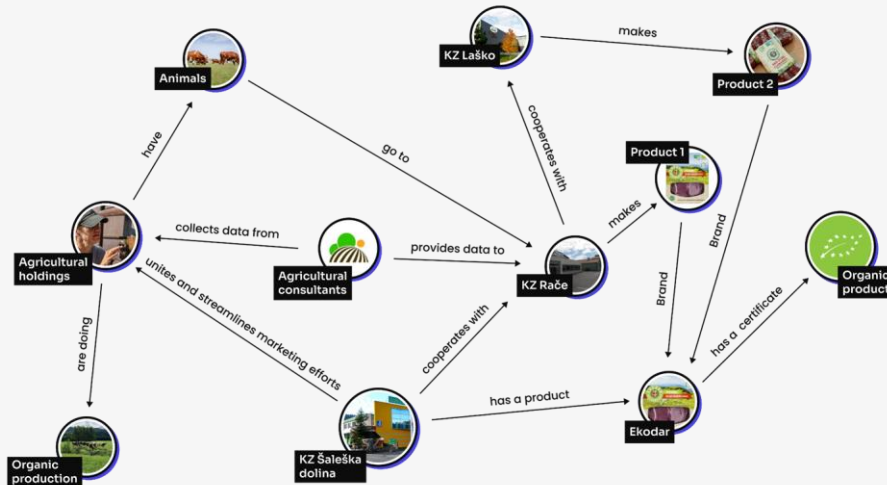 KZ Laško
makes
Product 2
Animals
have
go to
cooperates with
Product 1
makes
Brand
Brand
Agricultural
holdings
collects data from
Agricultural
consultants
provides data to
KZ Rače
Organic
product
has a certificate
unites and streamlines marketing efforts
are doing
cooperates with
has a product
Ekodar
KZ Šaleška
dolina
Organic
production